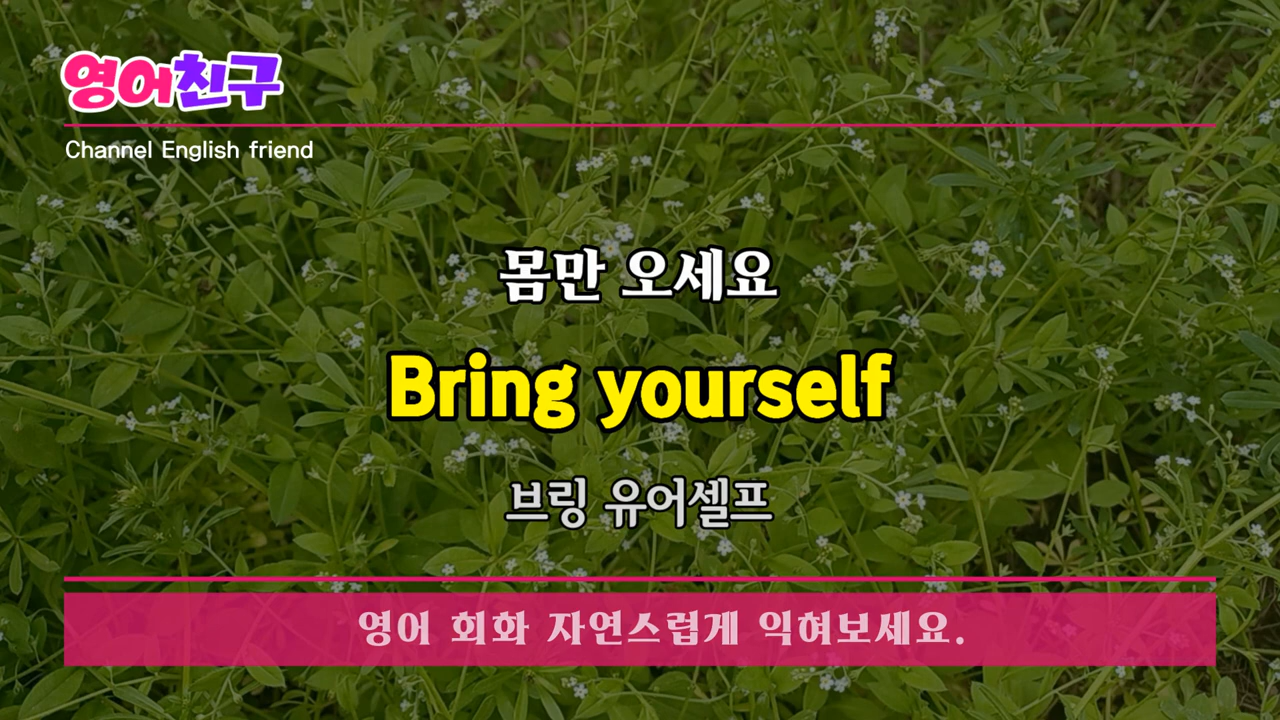 영어친구
Channel English friend
몸만 오세요
Bring yourself
브링 유어셀프
영어 회화 자연스럽게 익혀보세요.